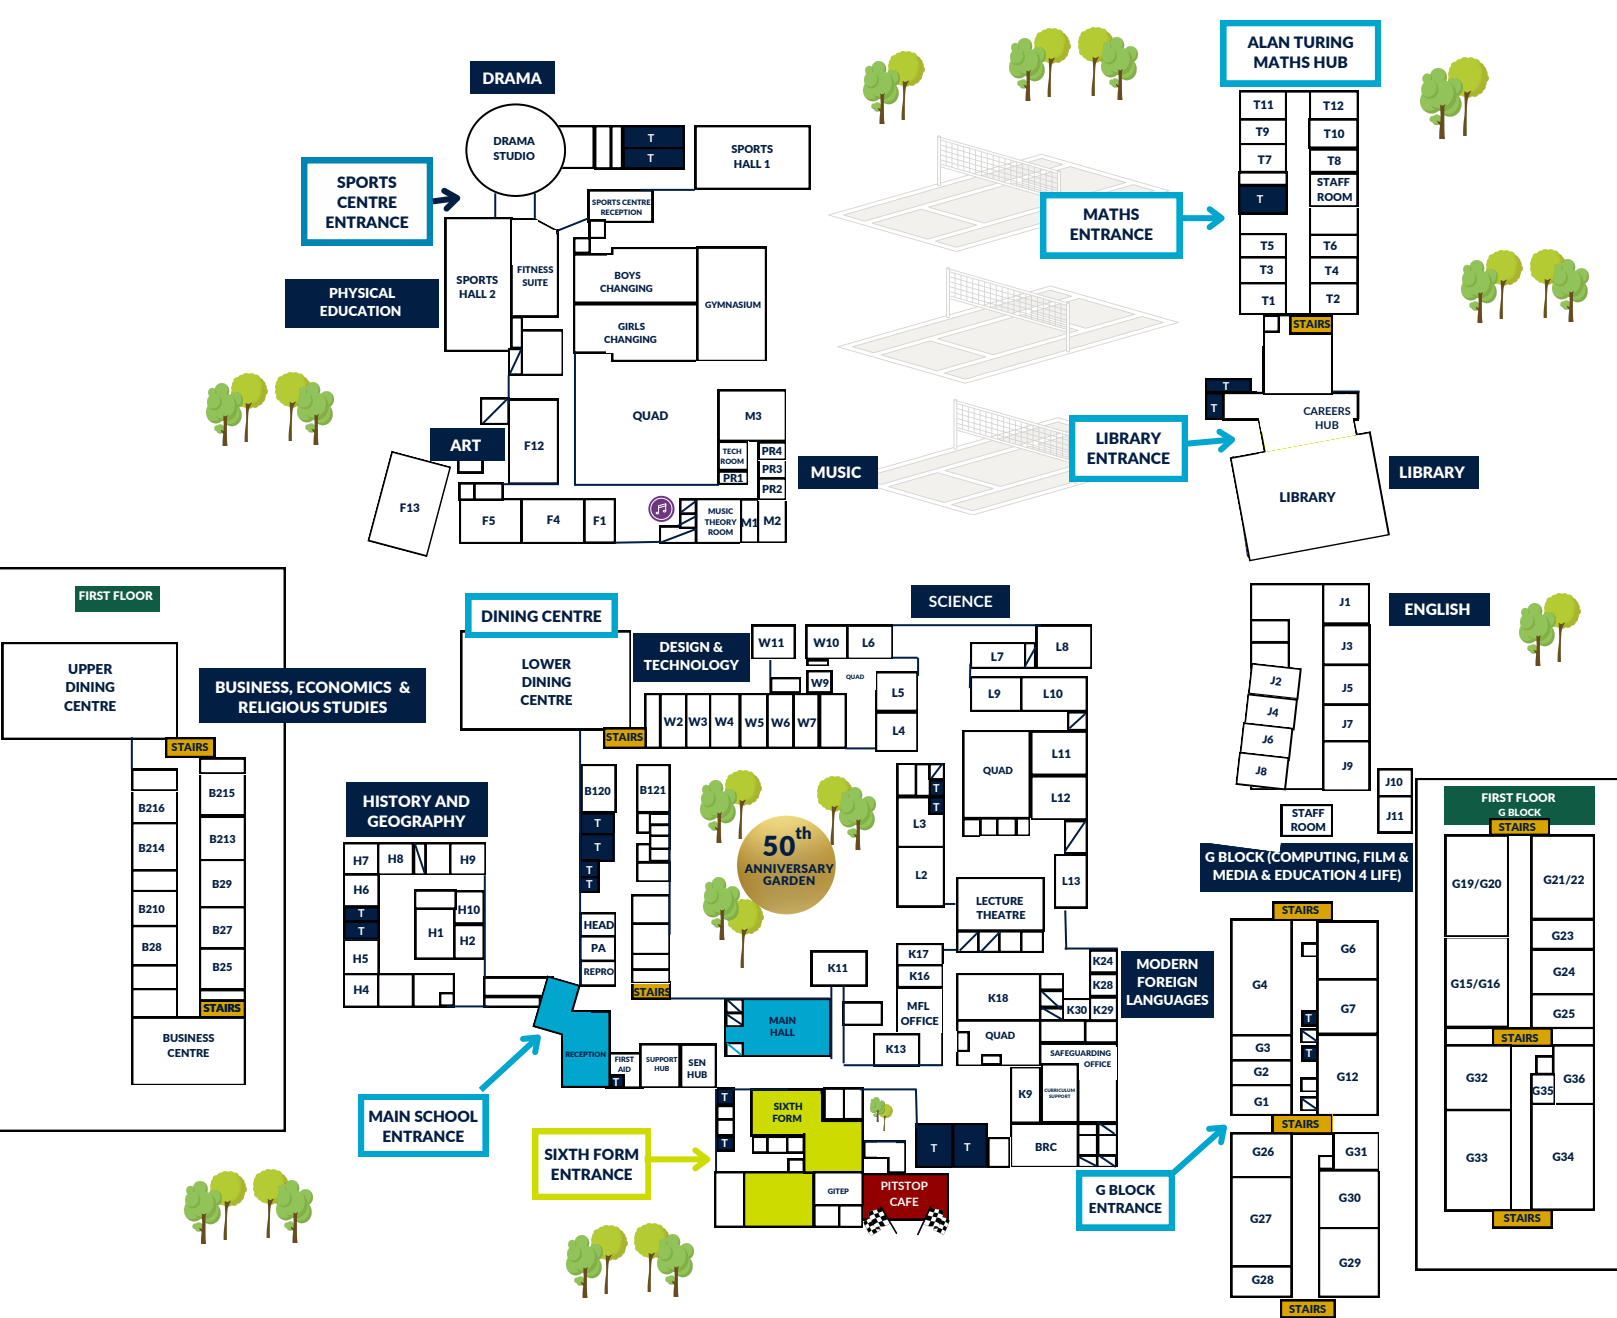 ALAN TURING
MATHS HUB
DRAMA
DRAMA
STUDIO
T
T
SPORTS
HALL 1
SPORTS
CENTRE
ENTRANCE
SPORTS CENTRE
RECEPTION
PHYSICAL
EDUCATION
SPORTS
HALL 2
FITNESS
SUITE
BOYS
CHANGING
GIRLS
CHANGING
GYMNASIUM
QUAD
ART
F12
F13
F5
F4
F1
M3
TECH
ROOM
PR1
PR4
PR3
PR2
MUSIC
THEORY
ROOM
M1
M2
MUSIC
T11
T12
T9
T10
T7
T8
STAFF
ROOM
T
MATHS
ENTRANCE
T5
T6
T3
T4
T1
T2
STAIRS
T
T
CAREERS
HUB
LIBRARY
ENTRANCE
LIBRARY
LIBRARY
FIRST FLOOR
UPPER
DINING
CENTRE
BUSINESS, ECONOMICS &
RELIGIOUS STUDIES
STAIRS
B216
B215
B214
B213
B29
B210
B27
B28
B25
STAIRS
BUSINESS
CENTRE
DINING CENTRE
LOWER
DINING
CENTRE
STAIRS
DESIGN &
TECHNOLOGY
W11
W10
L6
W9
QUAD
W2
W3
W4
W5
W6
W7
L5
L4
SCIENCE
L7
L8
L9
L10
QUAD
L11
L12
L13
T
T
L3
L2
LECTURE
THEATRE
HISTORY AND
GEOGRAPHY
H7
H8
H9
H6
T
T
H10
H1
H2
H5
H4
B120
B121
T
T
T
T
HEAD
PA
REPRO
STAIRS
50th
ANNIVERSARY
GARDEN
K11
MAIN
HALL
K17
K16
MFL
OFFICE
K13
K18
QUAD
K24
K28
K30
K29
MODERN
FOREIGN
LANGUAGES
SAFEGUARDING
OFFICE
K9
CURRICULUM
SUPPORT
BRC
RECEPTION
FIRST
AID
T
SUPPORT
HUB
SEN
HUB
MAIN SCHOOL
ENTRANCE
SIXTH FORM
ENTRANCE
T
T
SIXTH
FORM
GITEP
PITSTOP
CAFE
T
T
G BLOCK
ENTRANCE
ENGLISH
J1
J3
J2
J5
J4
J7
J6
J9
J8
J10
J11
STAFF
ROOM
G BLOCK (COMPUTING, FILM &
MEDIA & EDUCATION 4 LIFE)
STAIRS
G6
G4
G7
T
T
G3
G2
G12
G1
STAIRS
G26
G31
G30
G27
G29
G28
STAIRS
FIRST FLOOR
G BLOCK
STAIRS
G19/G20
G21/22
G23
G24
G15/G16
G25
STAIRS
G32
G35
G36
G33
G34
STAIRS